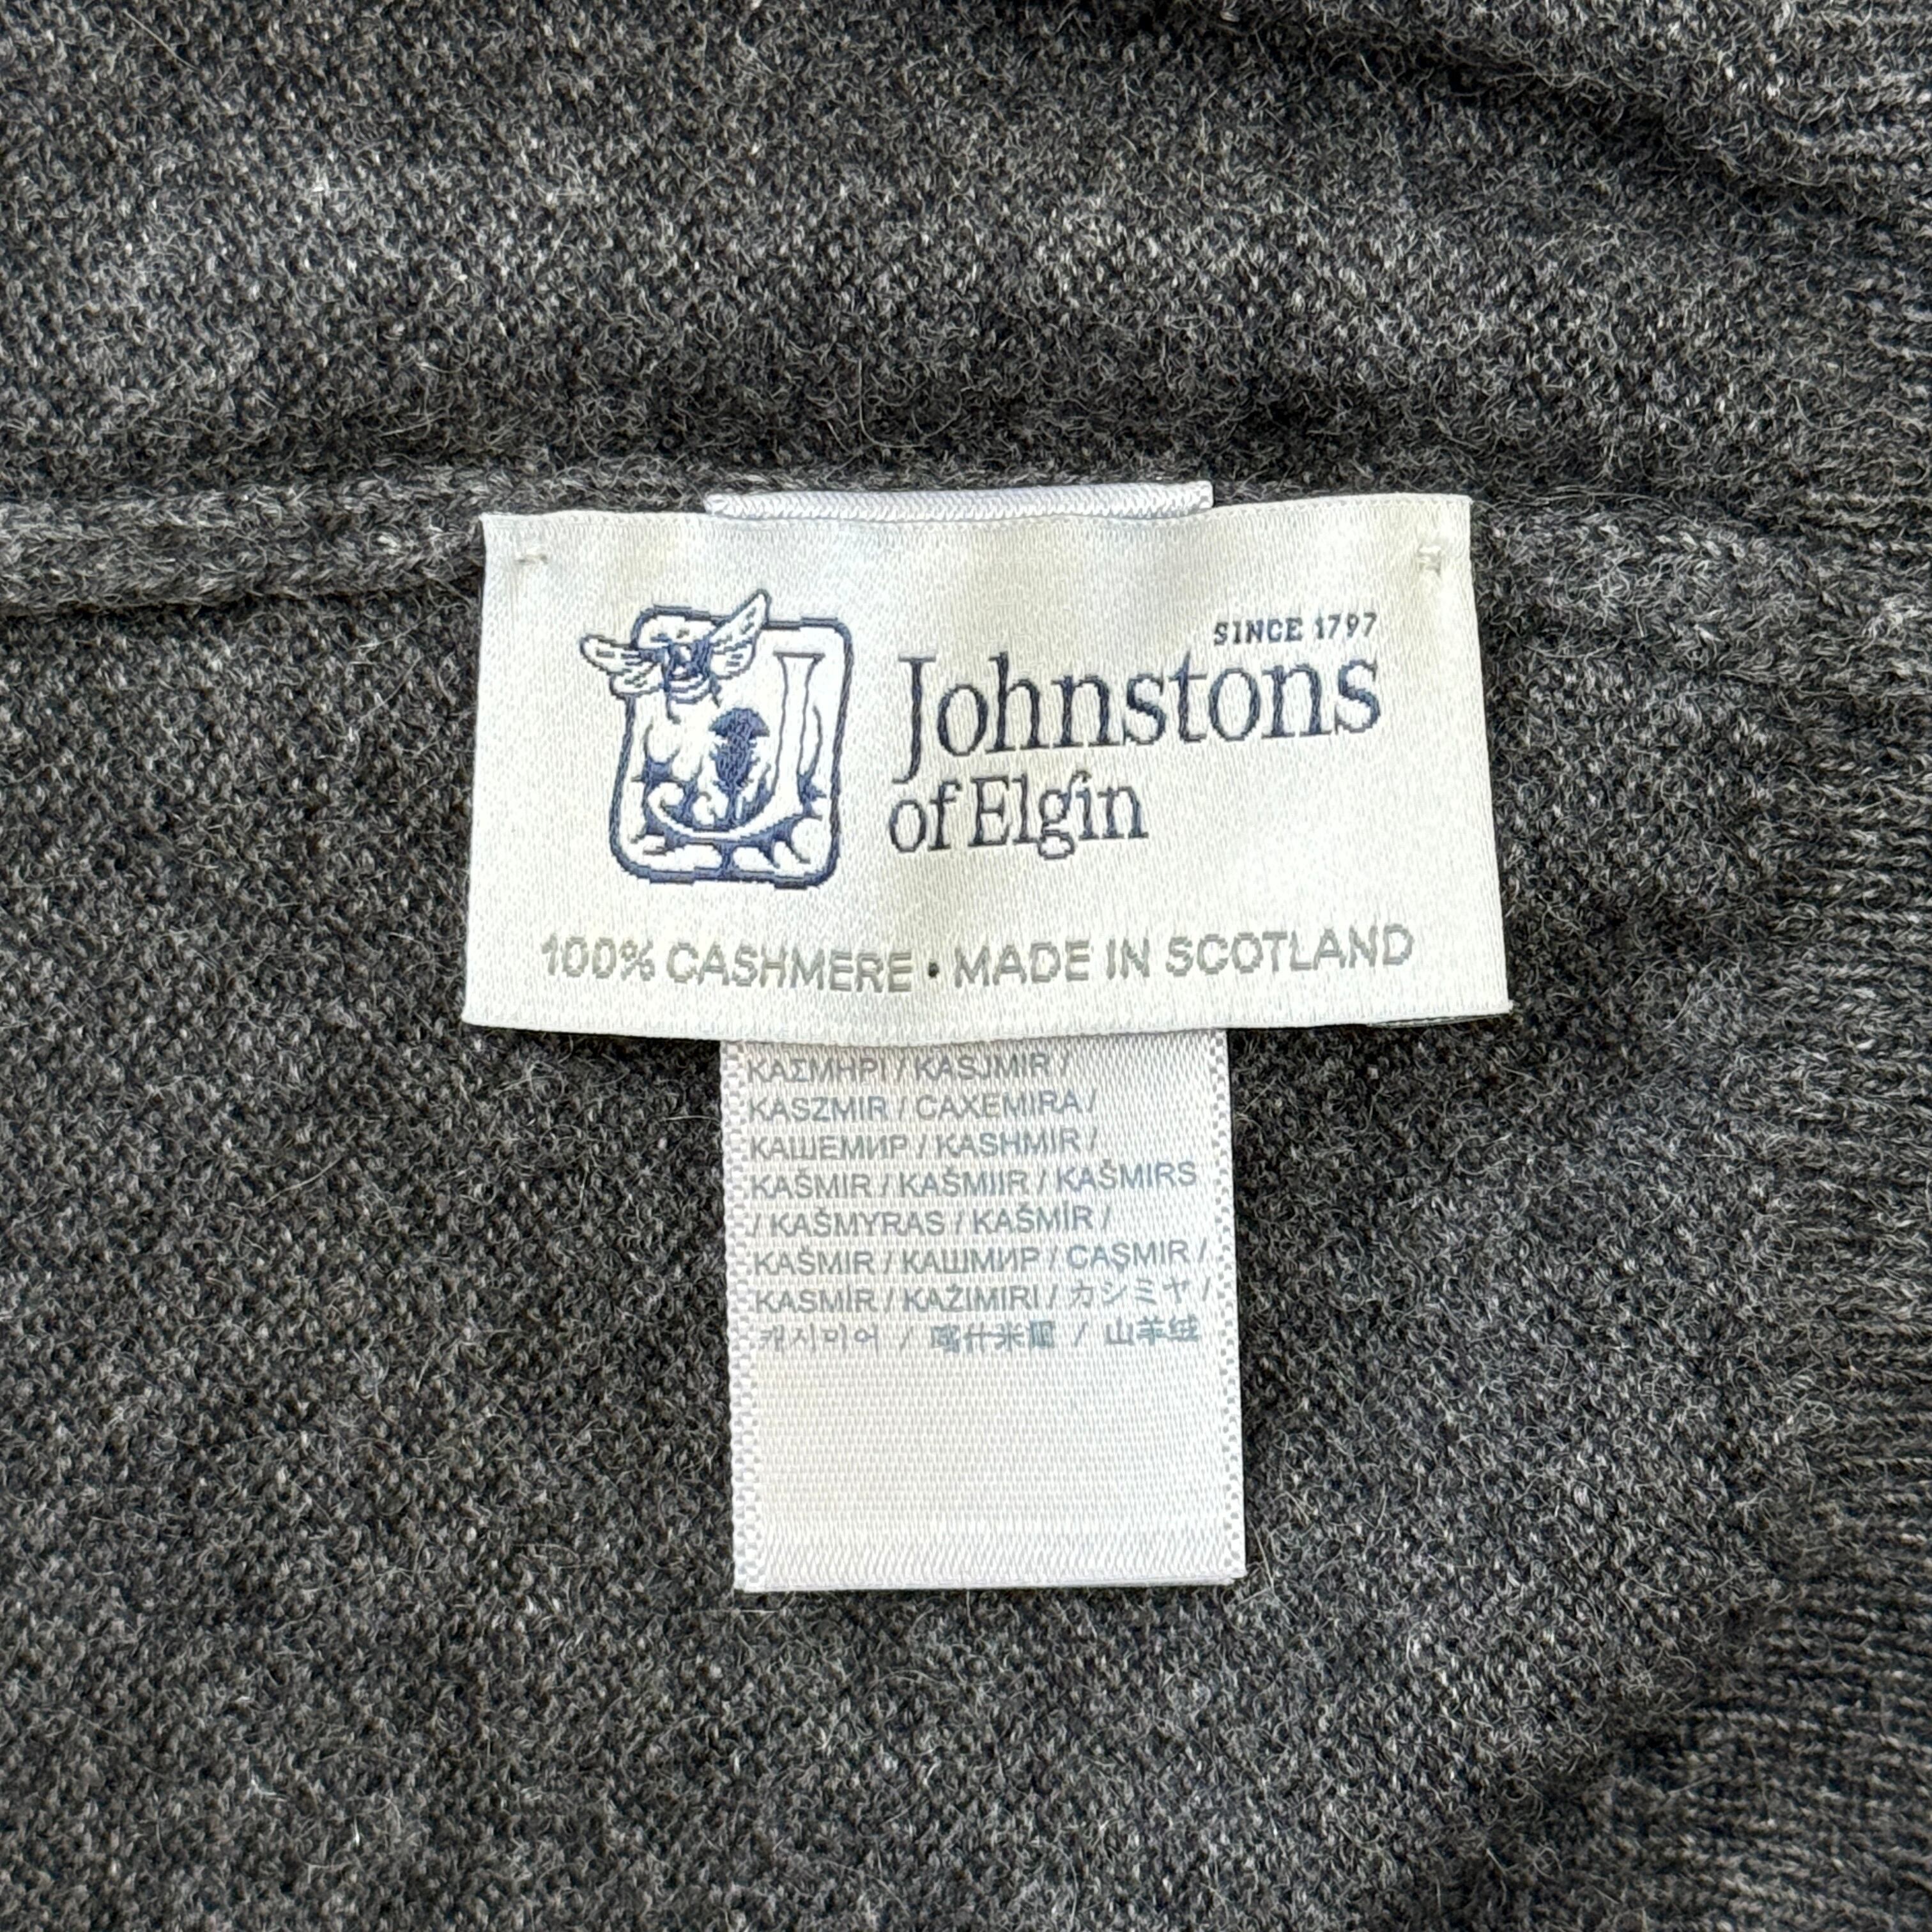 SINCE 1797
Johnstons
of Elgin
100% CASHMERE • MADE IN SCOTLAND
ΚΑΣΜΗΡΙ / KASJMIR /
KASZMIR / CAXEMIRA /
КАШЕМИР / KASHMIR /
KAŠMIR / KAŠMIIR / KAŠMIRS
/ KAŠMYRAS / KAŠMÍR /
KAŠMIR / КАШМИР / CAŞMIR /
KAŞMİR / KAŻIMIRI / カシミヤ /
캐시미어 / 喀什米爾 / 山羊绒